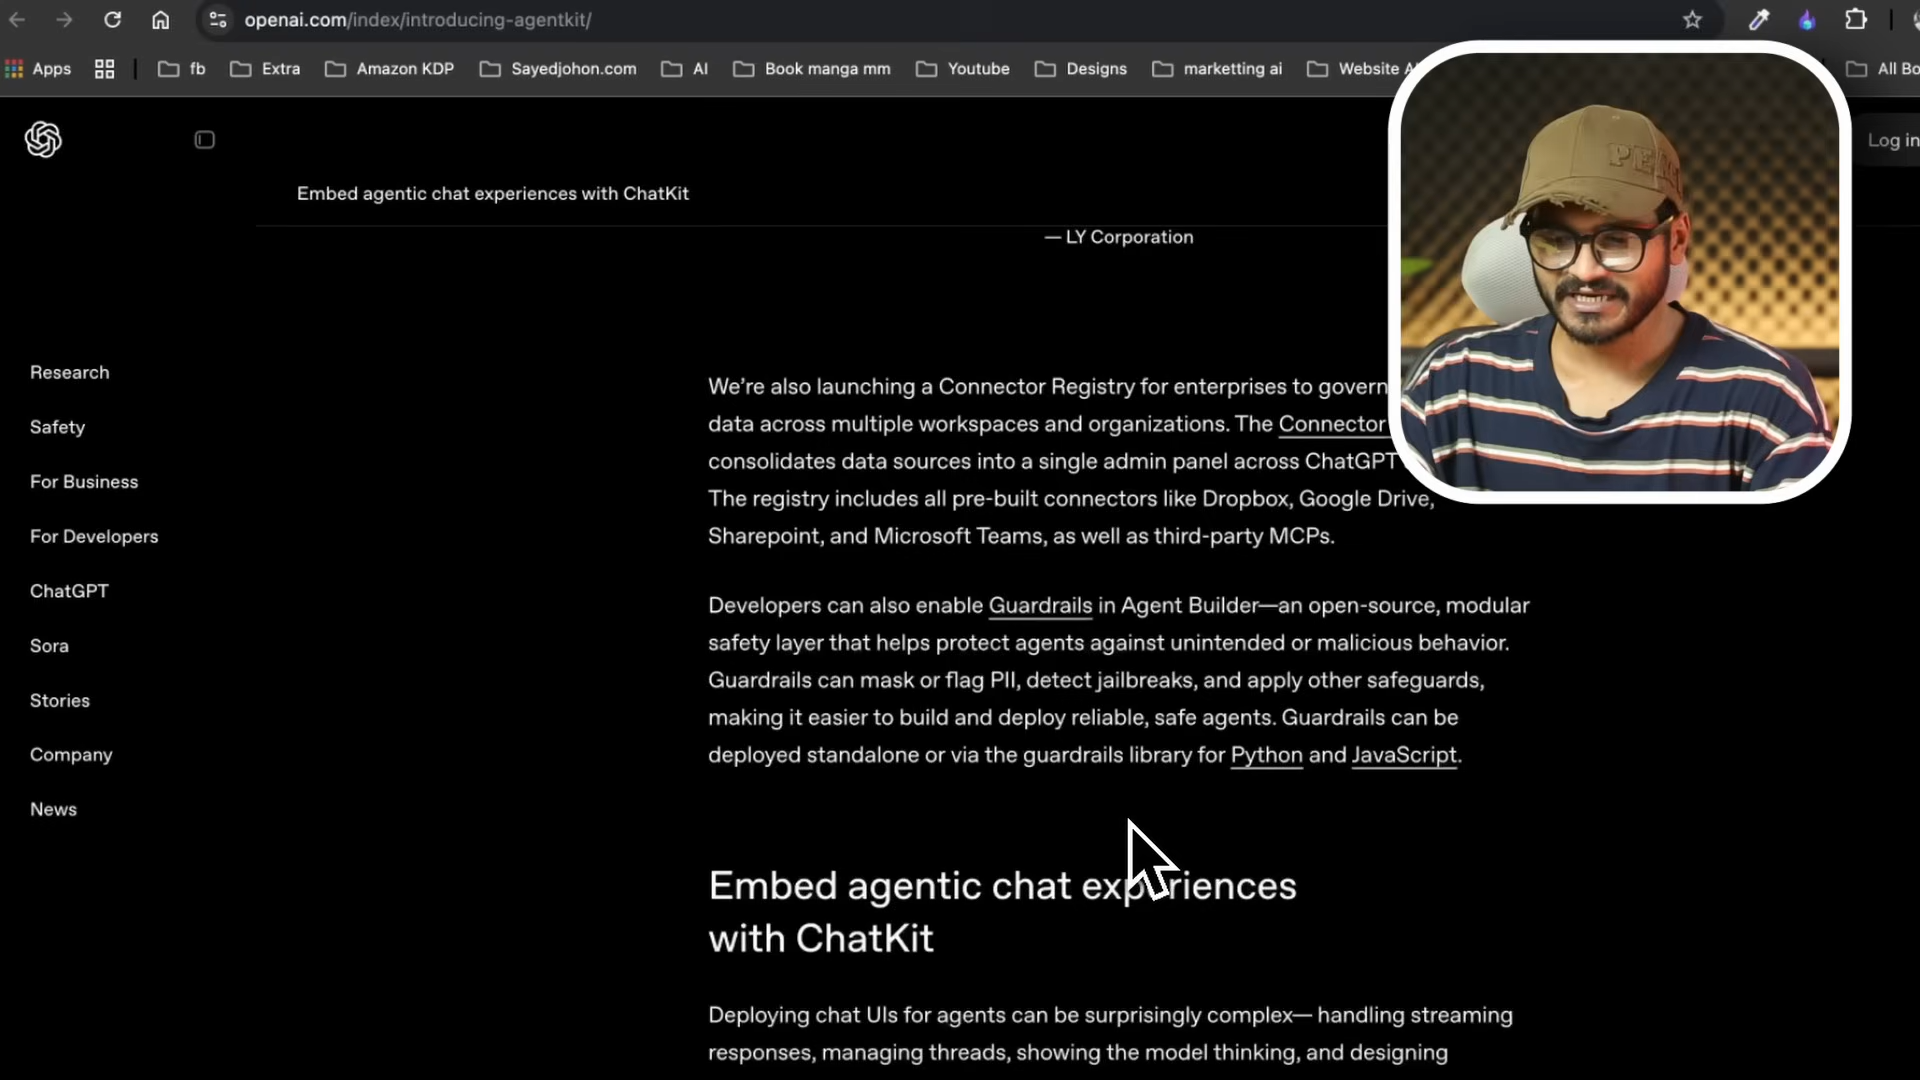 openai.com/index/introducing-agentkit/
Apps
fb
Extra
Amazon KDP
Sayedjohon.com
AI
Book manga mm
Youtube
Designs
marketting ai
Website
All Bo
Log in
Embed agentic chat experiences with ChatKit
— LY Corporation
Research
Safety
For Business
For Developers
ChatGPT
Sora
Stories
Company
News
We’re also launching a Connector Registry for enterprises to govern
data across multiple workspaces and organizations. The Connector
consolidates data sources into a single admin panel across ChatGPT
The registry includes all pre-built connectors like Dropbox, Google Drive,
Sharepoint, and Microsoft Teams, as well as third-party MCPs.
Developers can also enable Guardrails in Agent Builder—an open-source, modular
safety layer that helps protect agents against unintended or malicious behavior.
Guardrails can mask or flag PII, detect jailbreaks, and apply other safeguards,
making it easier to build and deploy reliable, safe agents. Guardrails can be
deployed standalone or via the guardrails library for Python and JavaScript.
Embed agentic chat experiences
with ChatKit
Deploying chat UIs for agents can be surprisingly complex— handling streaming
responses, managing threads, showing the model thinking, and designing